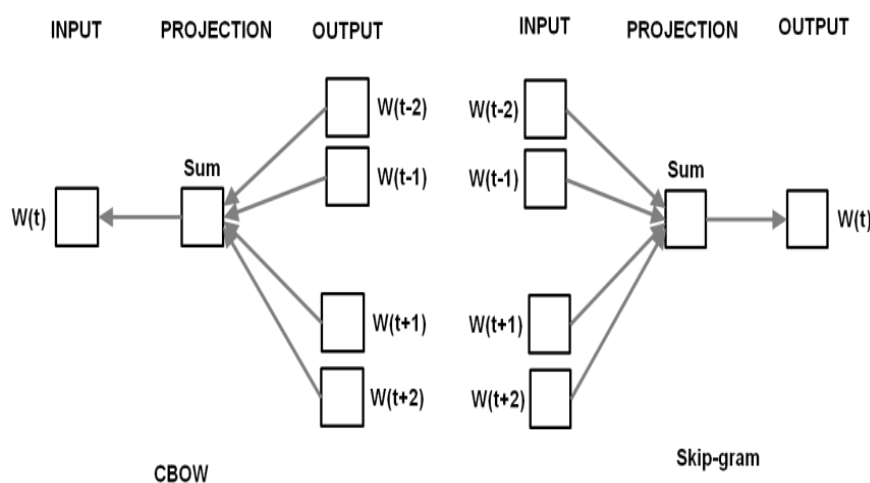 INPUT PROJECTION OUTPUT
W(t-2)
Sum
W(t-1)
W(t)
W(t+1)
W(t+2)
CBOW
INPUT PROJECTION OUTPUT
W(t-2)
Sum
W(t-1)
W(t)
W(t+1)
W(t+2)
Skip-gram